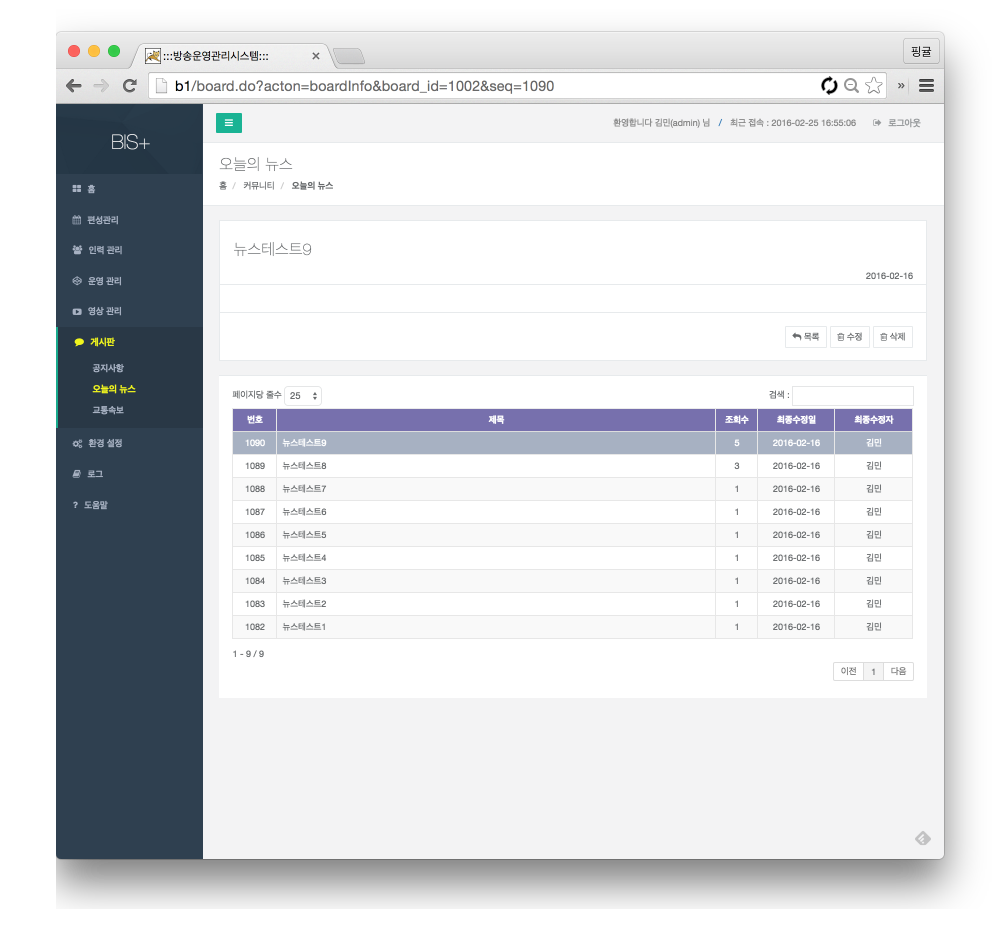 :::방송운영관리시스템:::
핑귤
b1/board.do?acton=boardInfo&board_id=1002&seq=1090
BIS+
환영합니다 김민(admin) 님 / 최근 접속 : 2016-02-25 16:55:06 로그아웃
오늘의 뉴스
홈 / 커뮤니티 / 오늘의 뉴스
홈
편성관리
인력 관리
운영 관리
영상 관리
게시판
공지사항
오늘의 뉴스
교통속보
환경 설정
로그
? 도움말
뉴스테스트9
2016-02-16
목록 수정 삭제
페이지당 줄수 25 검색 :
번호 제목 조회수 최종수정일 최종수정자
1090 뉴스테스트9 5 2016-02-16 김민
1089 뉴스테스트8 3 2016-02-16 김민
1088 뉴스테스트7 1 2016-02-16 김민
1087 뉴스테스트6 1 2016-02-16 김민
1086 뉴스테스트5 1 2016-02-16 김민
1085 뉴스테스트4 1 2016-02-16 김민
1084 뉴스테스트3 1 2016-02-16 김민
1083 뉴스테스트2 1 2016-02-16 김민
1082 뉴스테스트1 1 2016-02-16 김민
1 - 9 / 9
이전 1 다음